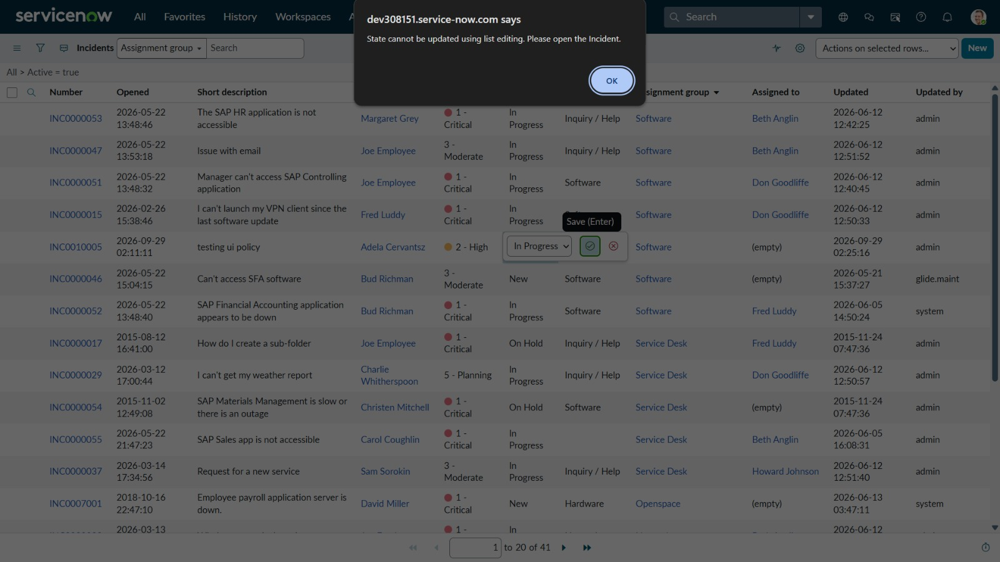 servicenow All Favorites History Workspaces A Search
dev308151.service-now.com says
State cannot be updated using list editing. Please open the Incident.
OK
Incidents Assignment group Search Actions on selected rows... New
All > Active = true
Number Opened Short description signment group Assigned to Updated Updated by
INC0000053 2026-05-22 13:48:46 The SAP HR application is not accessible Margaret Grey 1 - Critical In Progress Inquiry / Help Software Beth Anglin 2026-06-12 12:42:25 admin
INC0000047 2026-05-22 13:53:18 Issue with email Joe Employee 3 - Moderate In Progress Inquiry / Help Software Beth Anglin 2026-06-12 12:51:52 admin
INC0000051 2026-05-22 13:48:32 Manager can't access SAP Controlling application Joe Employee 1 - Critical In Progress Software Software Don Goodliffe 2026-06-12 12:40:45 admin
INC0000015 2026-02-26 15:38:46 I can't launch my VPN client since the last software update Fred Luddy 1 - Critical In Progress Software Don Goodliffe 2026-06-12 12:50:33 admin
Save (Enter)
INC0010005 2026-09-29 02:11:11 testing ui policy Adela Cervantsz 2 - High In Progress Software (empty) 2026-09-29 02:25:16 admin
INC0000046 2026-05-22 15:04:15 Can't access SFA software Bud Richman 3 - Moderate New Software Software (empty) 2026-05-21 15:37:27 glide.maint
INC0000052 2026-05-22 13:48:40 SAP Financial Accounting application appears to be down Bud Richman 1 - Critical In Progress Software Software Fred Luddy 2026-06-05 14:50:24 system
INC0000017 2015-08-12 16:41:00 How do I create a sub-folder Joe Employee 1 - Critical On Hold Inquiry / Help Service Desk Fred Luddy 2015-11-24 07:47:36 admin
INC0000029 2026-03-12 17:00:44 I can't get my weather report Charlie Whitherspoon 5 - Planning In Progress Inquiry / Help Service Desk Don Goodliffe 2026-06-12 12:50:57 admin
INC0000054 2015-11-02 12:49:08 SAP Materials Management is slow or there is an outage Christen Mitchell 1 - Critical On Hold Software Service Desk (empty) 2015-11-24 07:47:36 admin
INC0000055 2026-05-22 21:47:23 SAP Sales app is not accessible Carol Coughlin 1 - Critical In Progress Service Desk Beth Anglin 2026-06-05 16:08:31 admin
INC0000037 2026-03-14 17:34:56 Request for a new service Sam Sorokin 3 - Moderate In Progress Inquiry / Help Service Desk Howard Johnson 2026-06-12 12:51:40 admin
INC0007001 2018-10-16 22:47:10 Employee payroll application server is down. David Miller 1 - Critical New Hardware Openspace (empty) 2026-06-13 03:47:11 system
2026-03-13 1 - In 2026-06-12
1 to 20 of 41